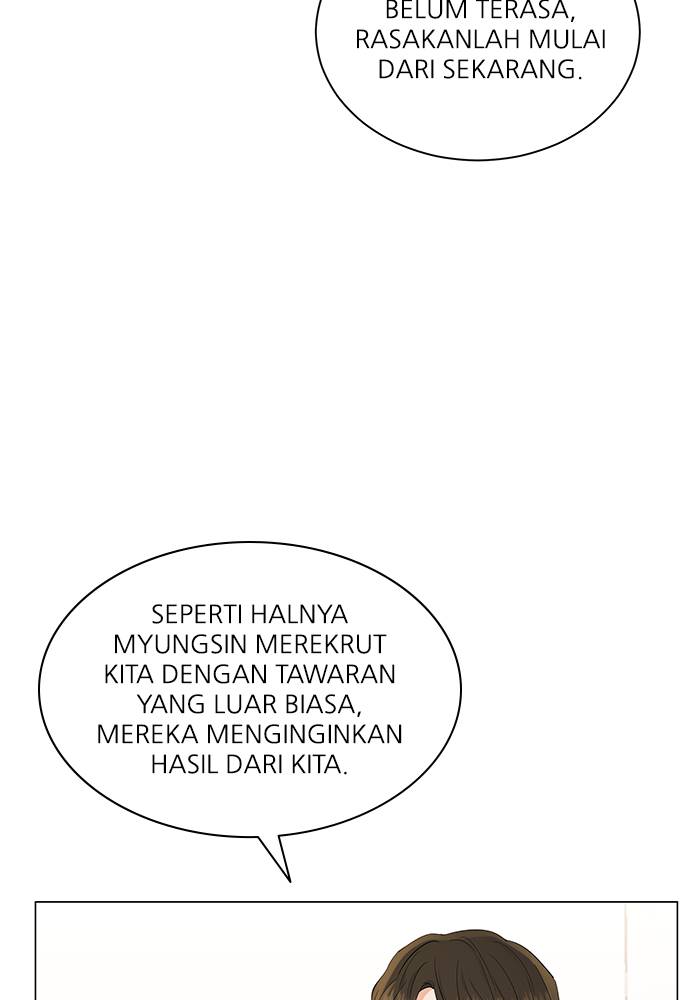 BELUM TERASA,
RASAKANLAH MULAI
DARI SEKARANG.
SEPERTI HALNYA
MYUNGSIN MEREKRUT
KITA DENGAN TAWARAN
YANG LUAR BIASA,
MEREKA MENGINGINKAN
HASIL DARI KITA.